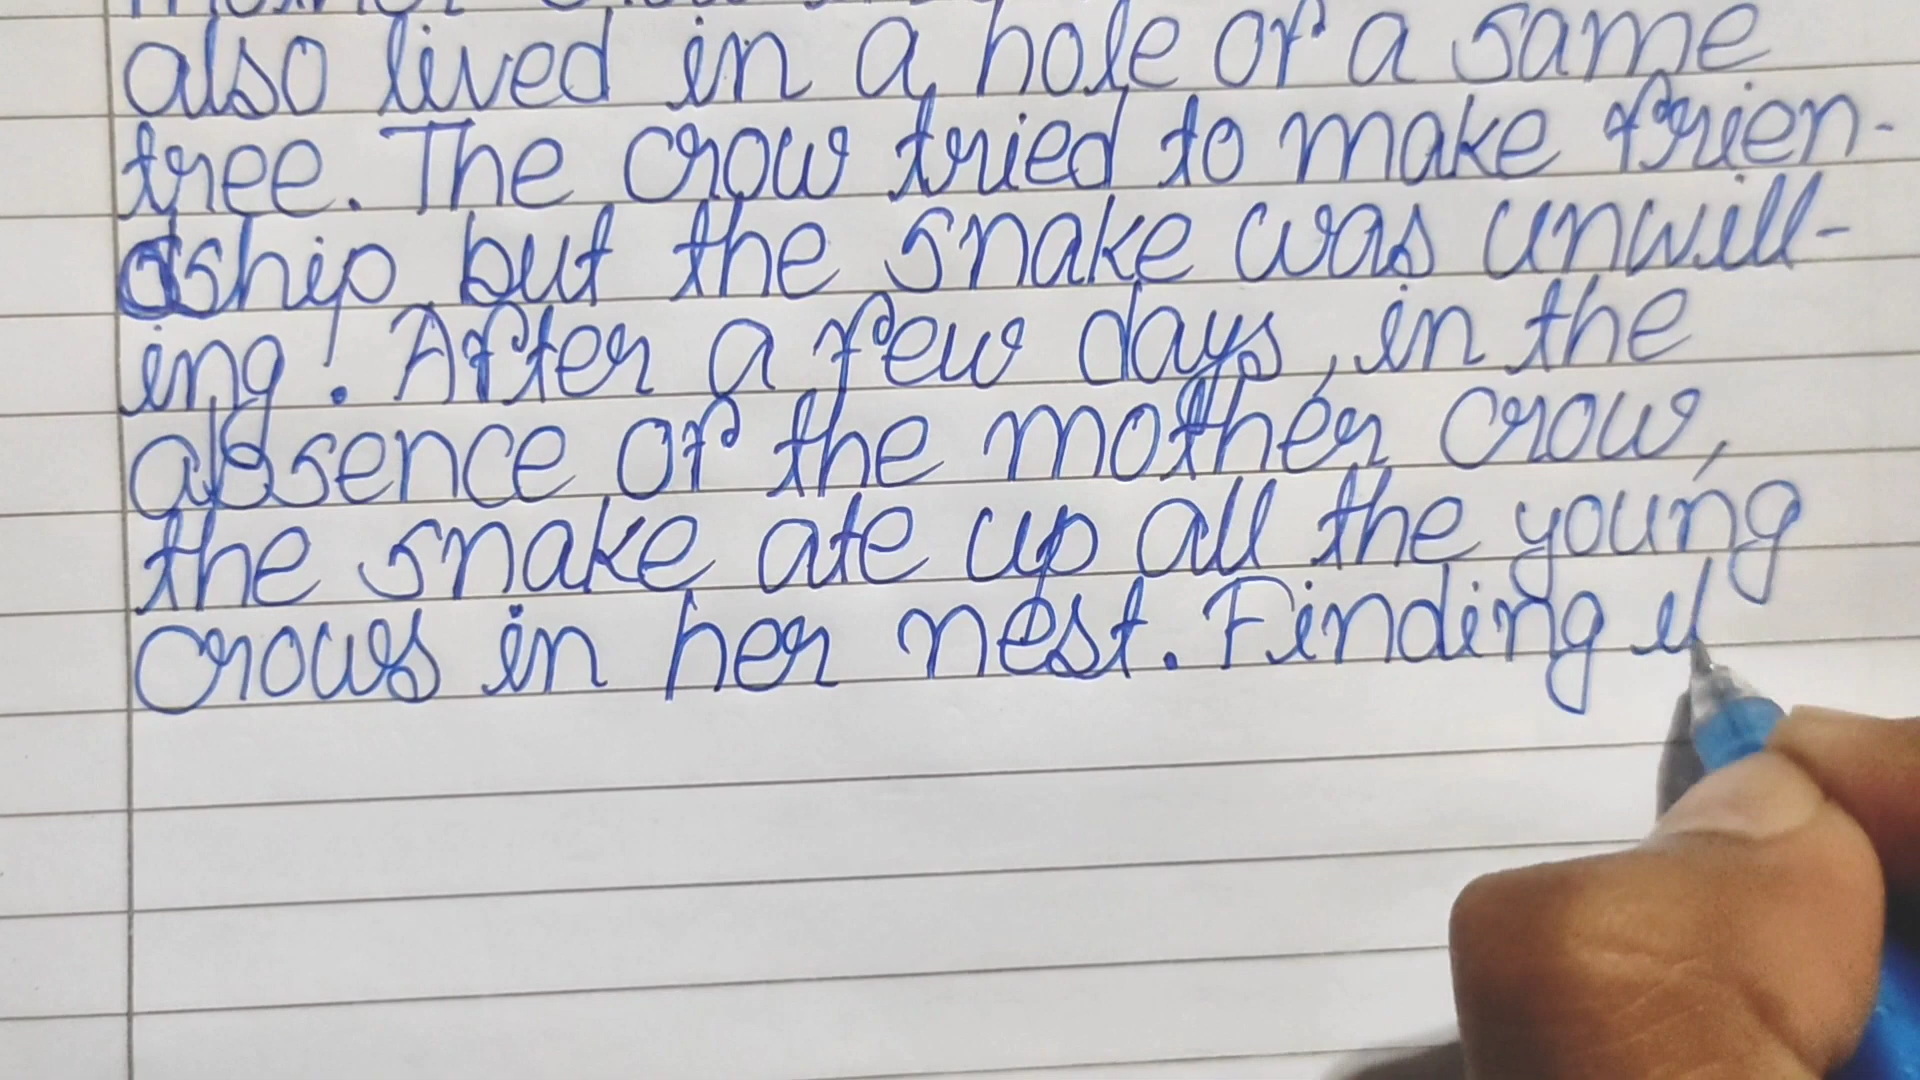 also lived in a hole of a same
tree. The crow tried to make frien-
dship but the snake was unwill-
ing! After a few days, in the
absence of the mother crow,
the snake ate up all the young
crows in her nest. Finding